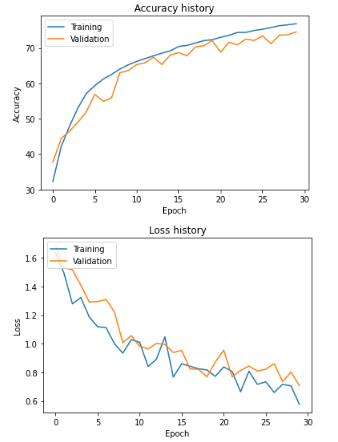 Accuracy history
Training
Validation
70
60
50
40
30
Accuracy
0 5 10 15 20 25 30
Epoch
Loss history
Training
Validation
1.6
1.4
1.2
1.0
0.8
0.6
Loss
0 5 10 15 20 25 30
Epoch